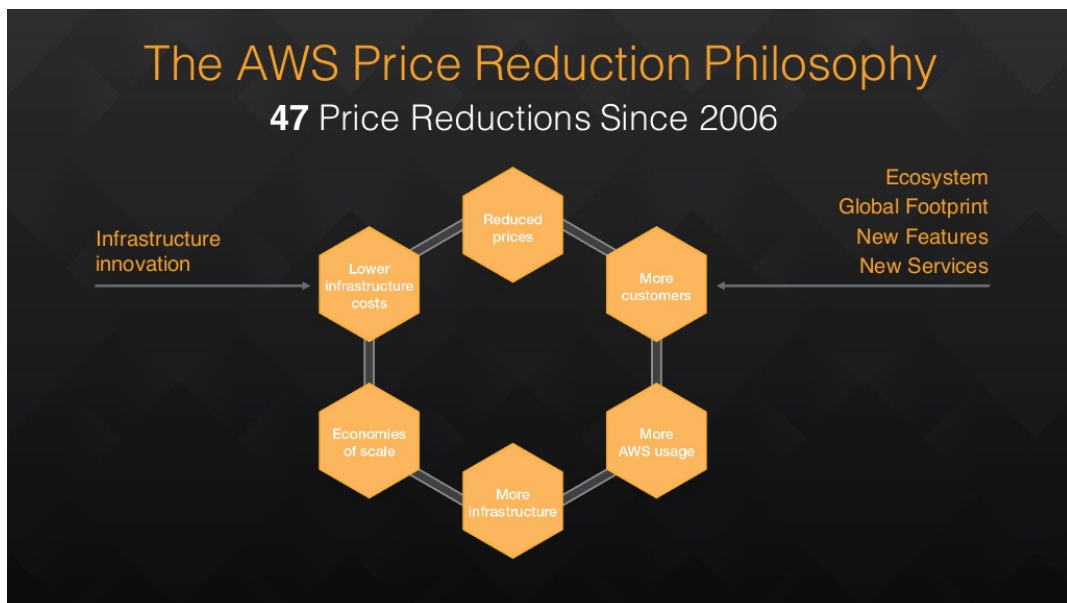 The AWS Price Reduction Philosophy
47 Price Reductions Since 2006
Infrastructure
innovation
Ecosystem
Global Footprint
New Features
New Services
Reduced
prices
More
customers
More
AWS usage
More
infrastructure
Economies
of scale
Lower
infrastructure
costs